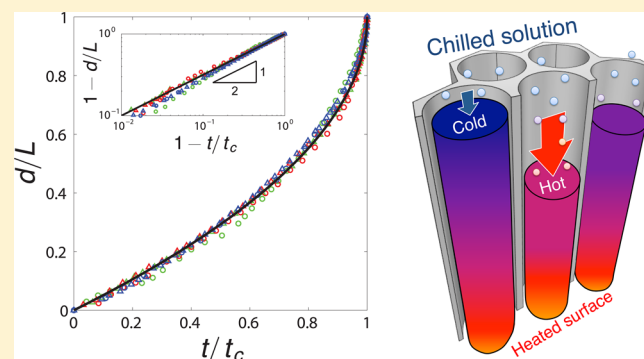 1
0.8
0.6
0.4
0.2
0
0
0.2
0.4
0.6
0.8
1
d/L
t/t_c
10^0
10^-1
10^-2
10^-1
10^0
1 − d/L
1 − t/t_c
1
2
Chilled solution
Cold
Hot
Heated surface